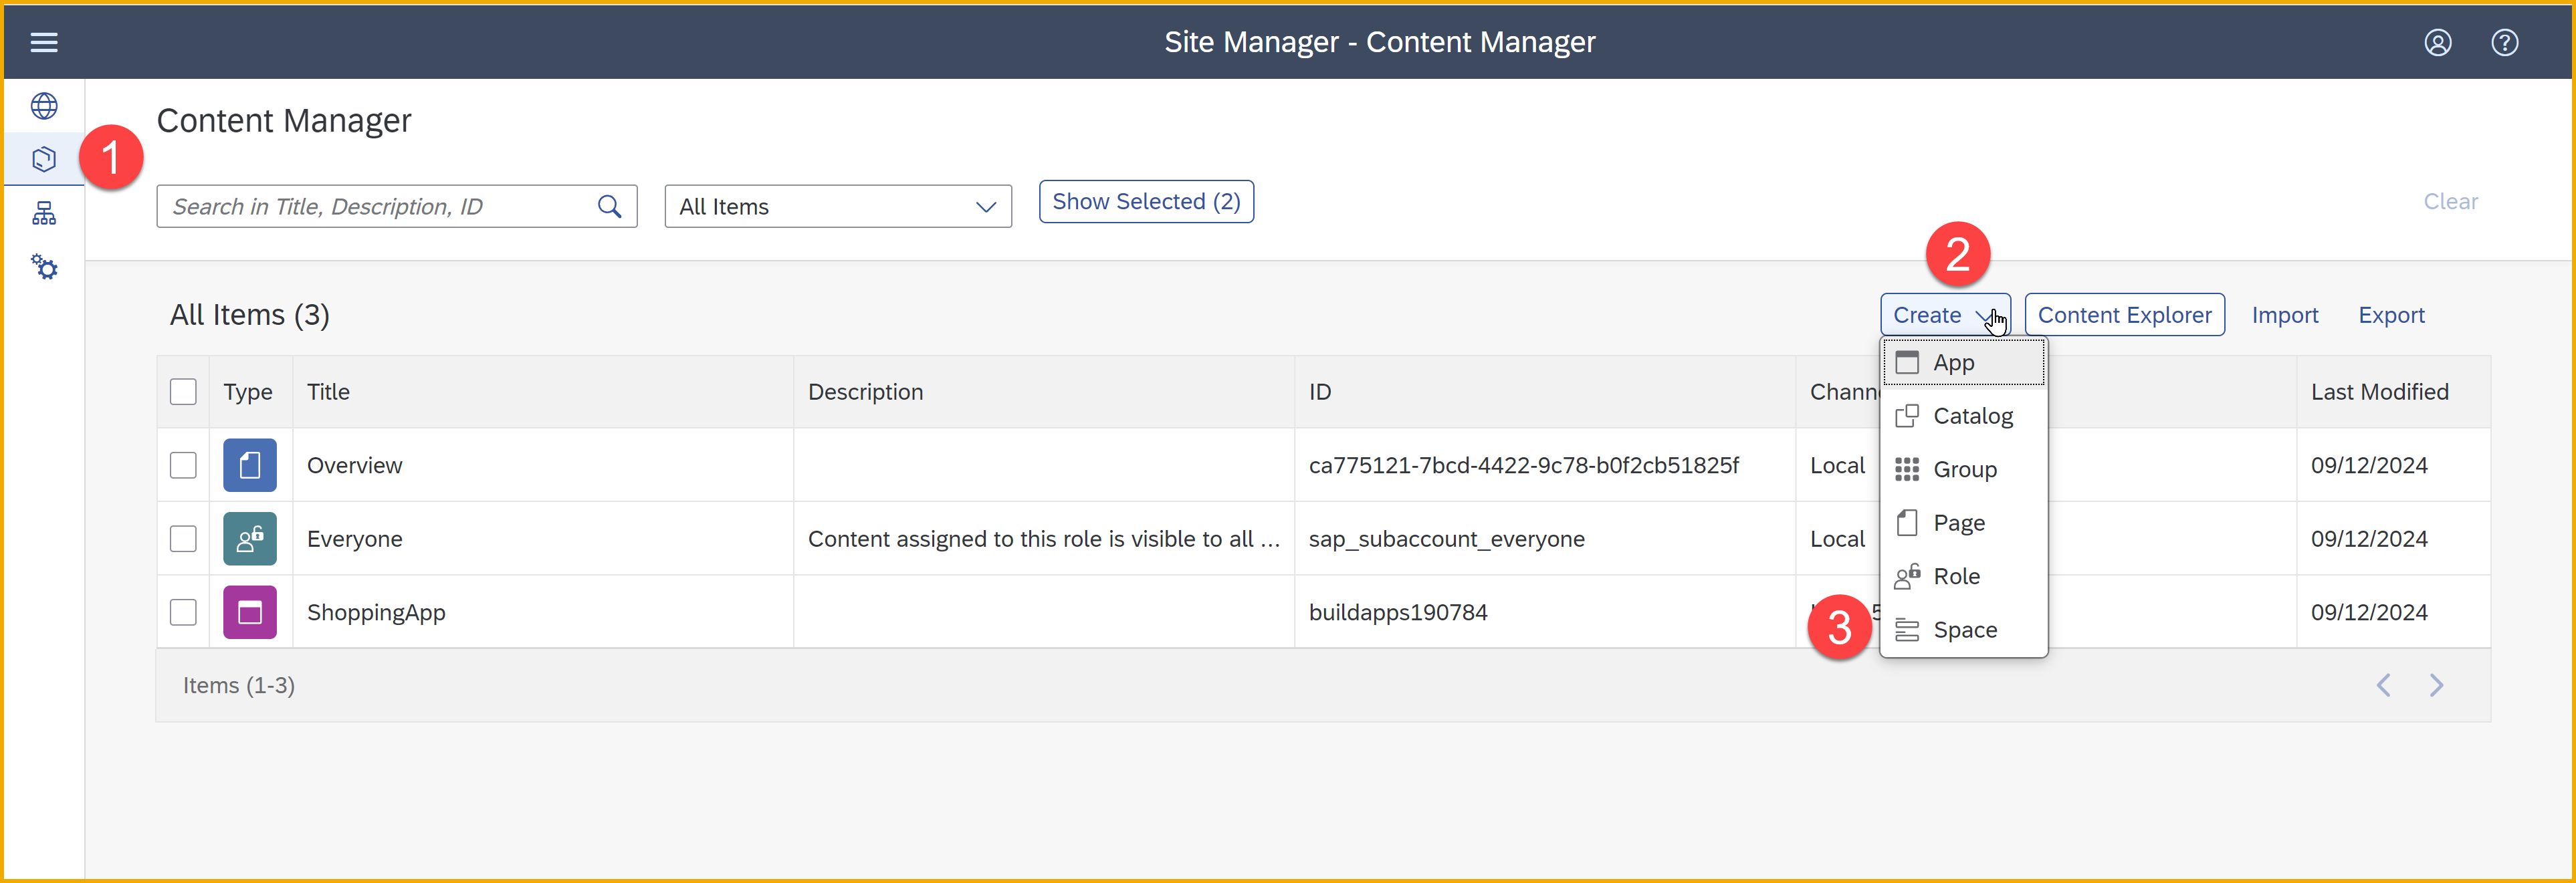 Site Manager - Content Manager
Content Manager
1
Search in Title, Description, ID
All Items
Show Selected (2)
Clear
2
All Items (3)
Create
Content Explorer
Import
Export
App
Catalog
Group
Page
Role
Space
3
Type Title Description ID Last Modified
Overview ca775121-7bcd-4422-9c78-b0f2cb51825f Local 09/12/2024
Everyone Content assigned to this role is visible to all ... sap_subaccount_everyone Local 09/12/2024
ShoppingApp buildapps190784 09/12/2024
Items (1-3)